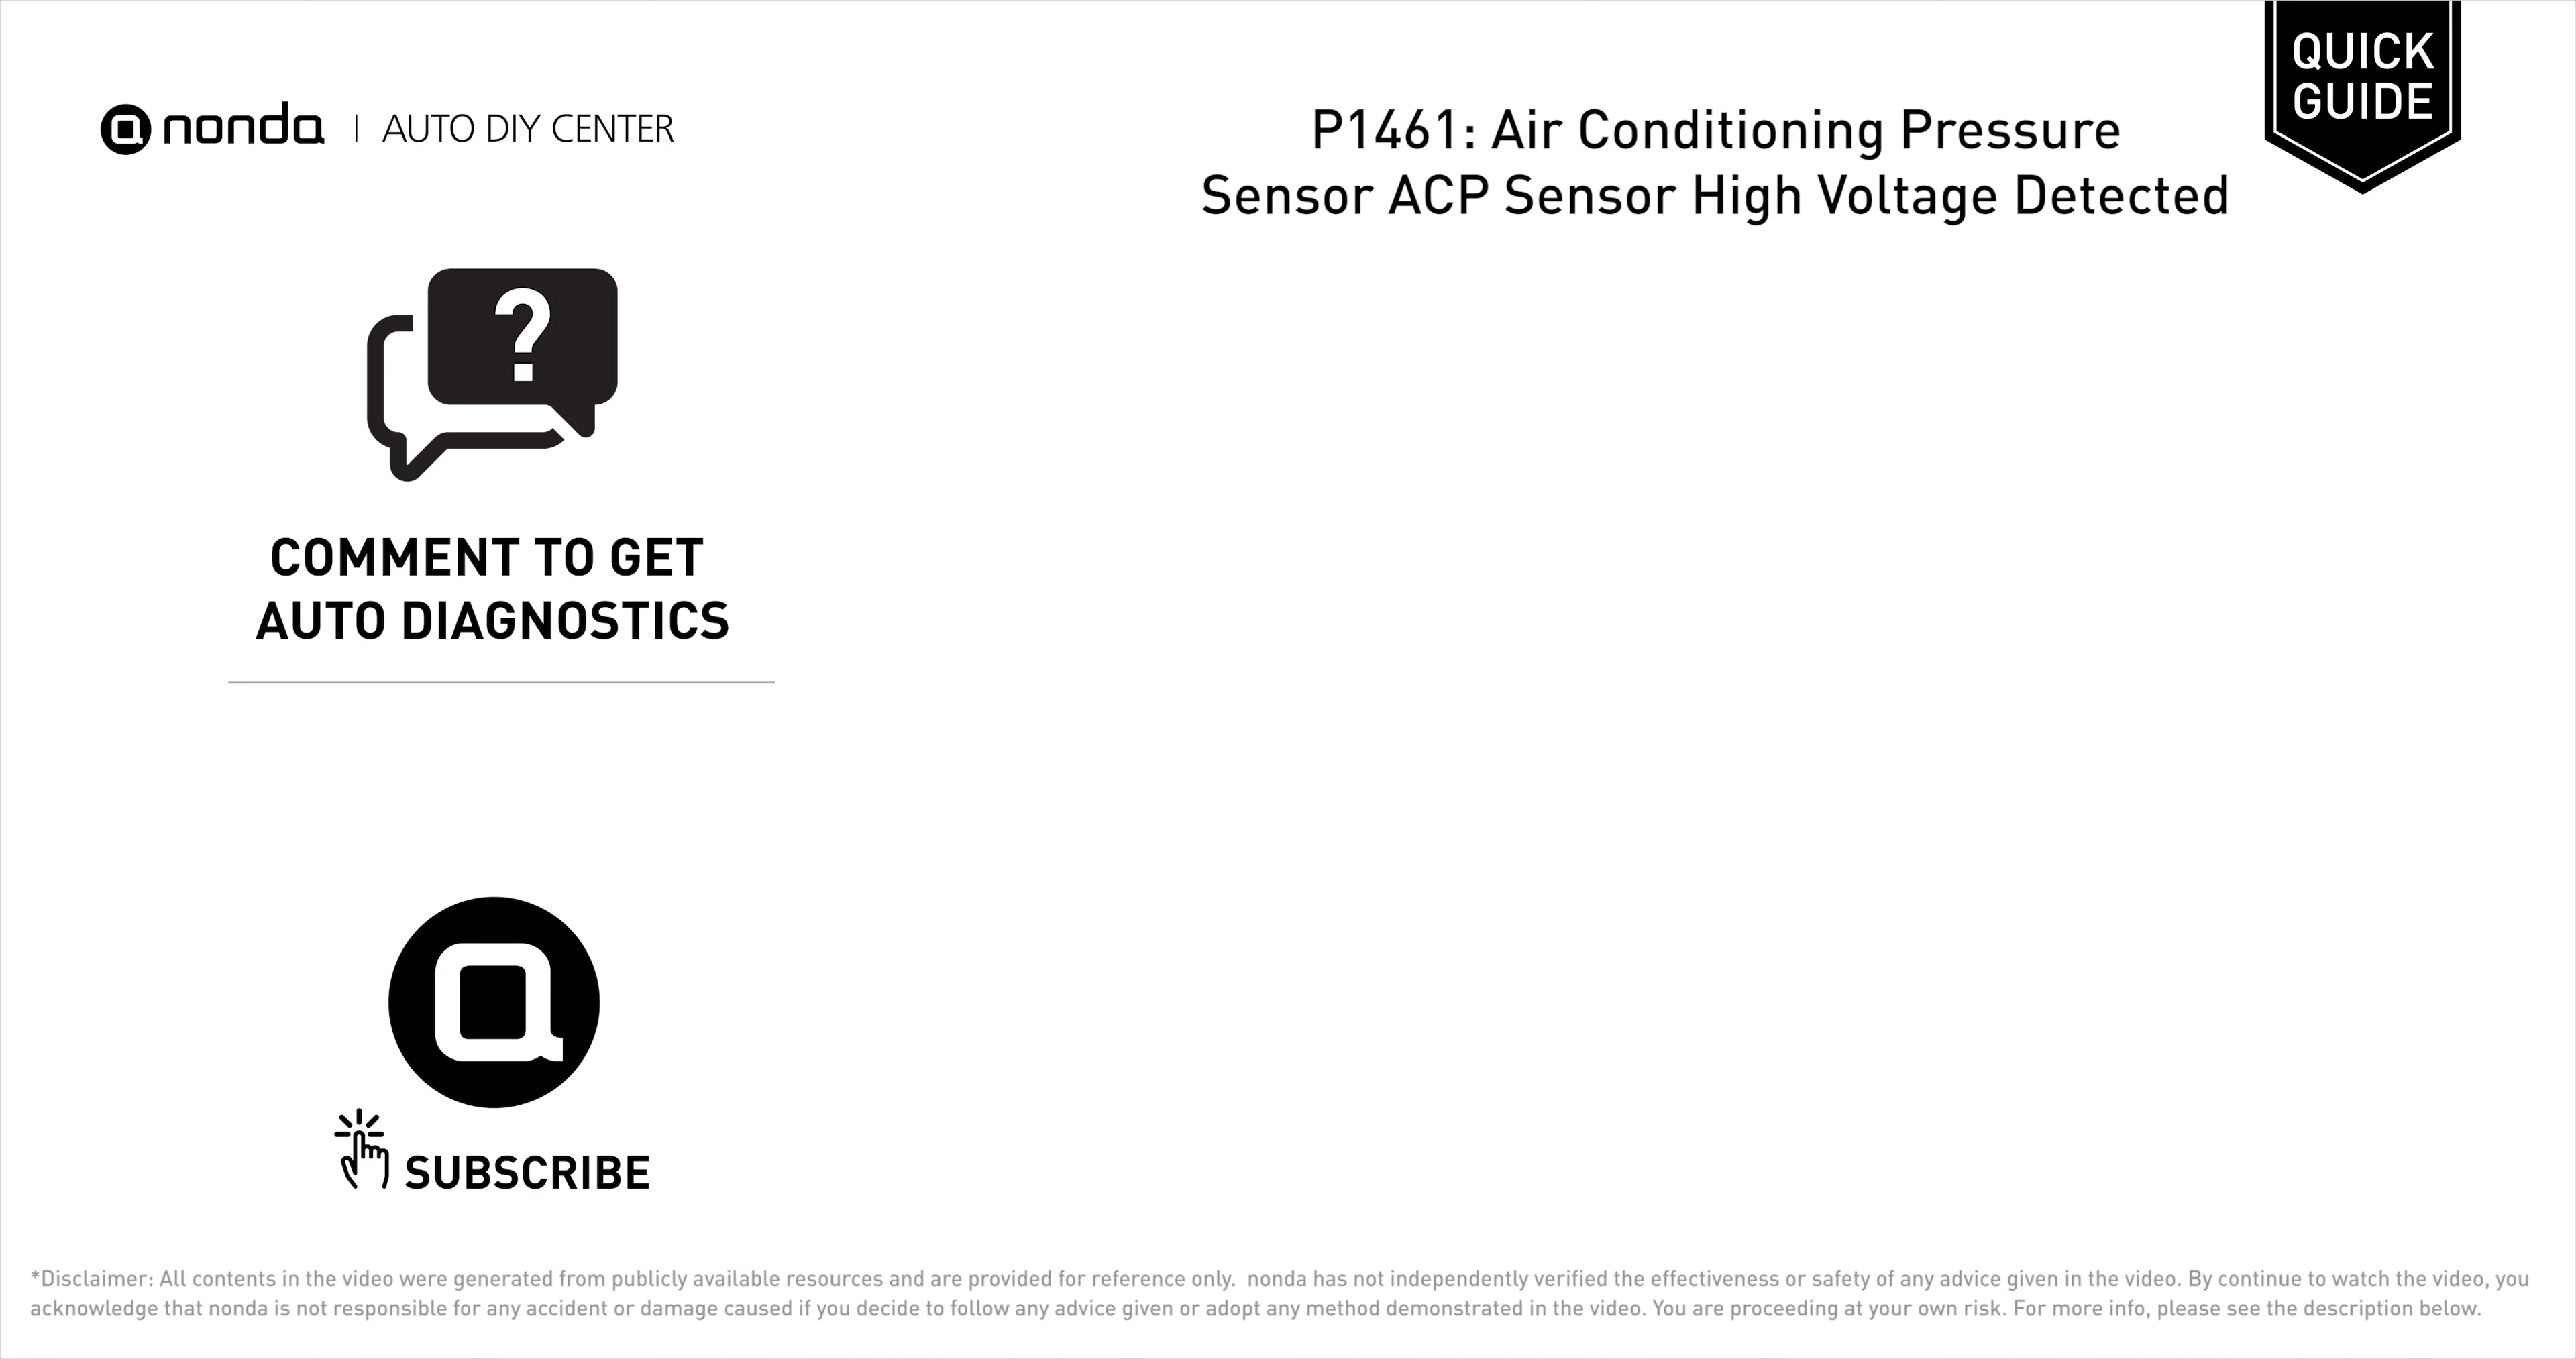 nonda | AUTO DIY CENTER
P1461: Air Conditioning Pressure
Sensor ACP Sensor High Voltage Detected
QUICK
GUIDE
?
COMMENT TO GET
AUTO DIAGNOSTICS
SUBSCRIBE
*Disclaimer: All contents in the video were generated from publicly available resources and are provided for reference only.  nonda has not independently verified the effectiveness or safety of any advice given in the video. By continue to watch the video, you
acknowledge that nonda is not responsible for any accident or damage caused if you decide to follow any advice given or adopt any method demonstrated in the video. You are proceeding at your own risk. For more info, please see the description below.